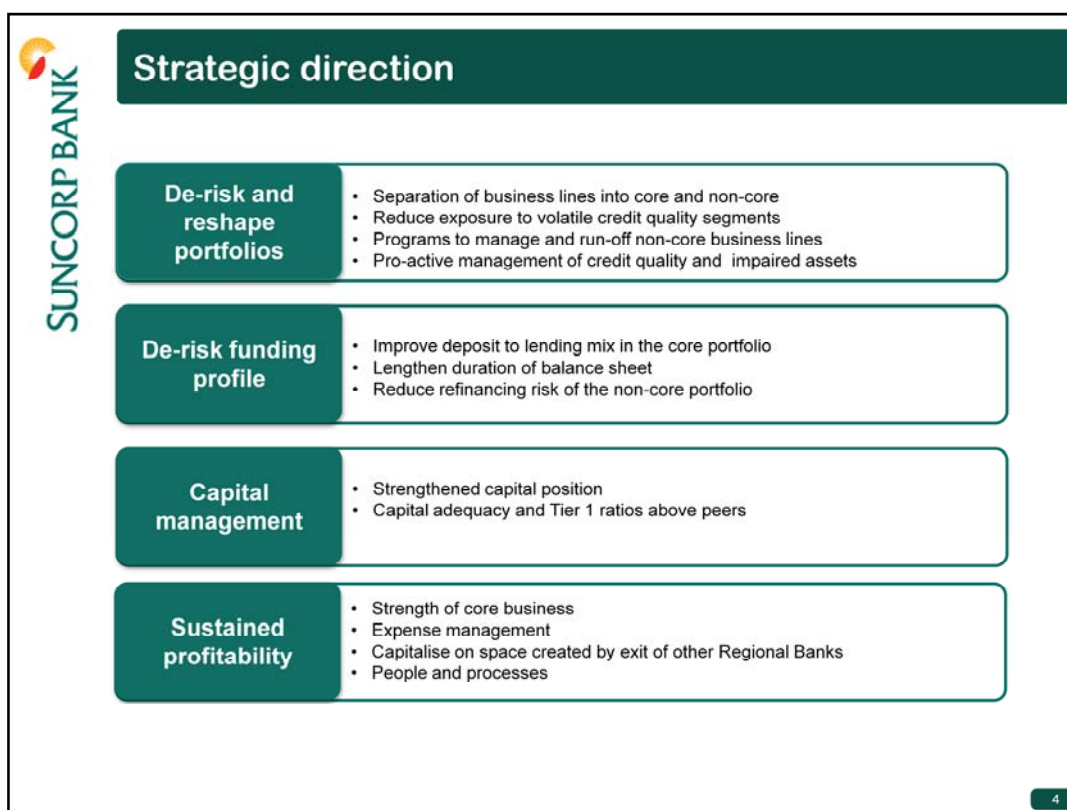 SUNCORP BANK
Strategic direction
De-risk and
reshape
portfolios
• Separation of business lines into core and non-core
• Reduce exposure to volatile credit quality segments
• Programs to manage and run-off non-core business lines
• Pro-active management of credit quality and impaired assets
De-risk funding
profile
• Improve deposit to lending mix in the core portfolio
• Lengthen duration of balance sheet
• Reduce refinancing risk of the non-core portfolio
Capital
management
• Strengthened capital position
• Capital adequacy and Tier 1 ratios above peers
Sustained
profitability
• Strength of core business
• Expense management
• Capitalise on space created by exit of other Regional Banks
• People and processes
4